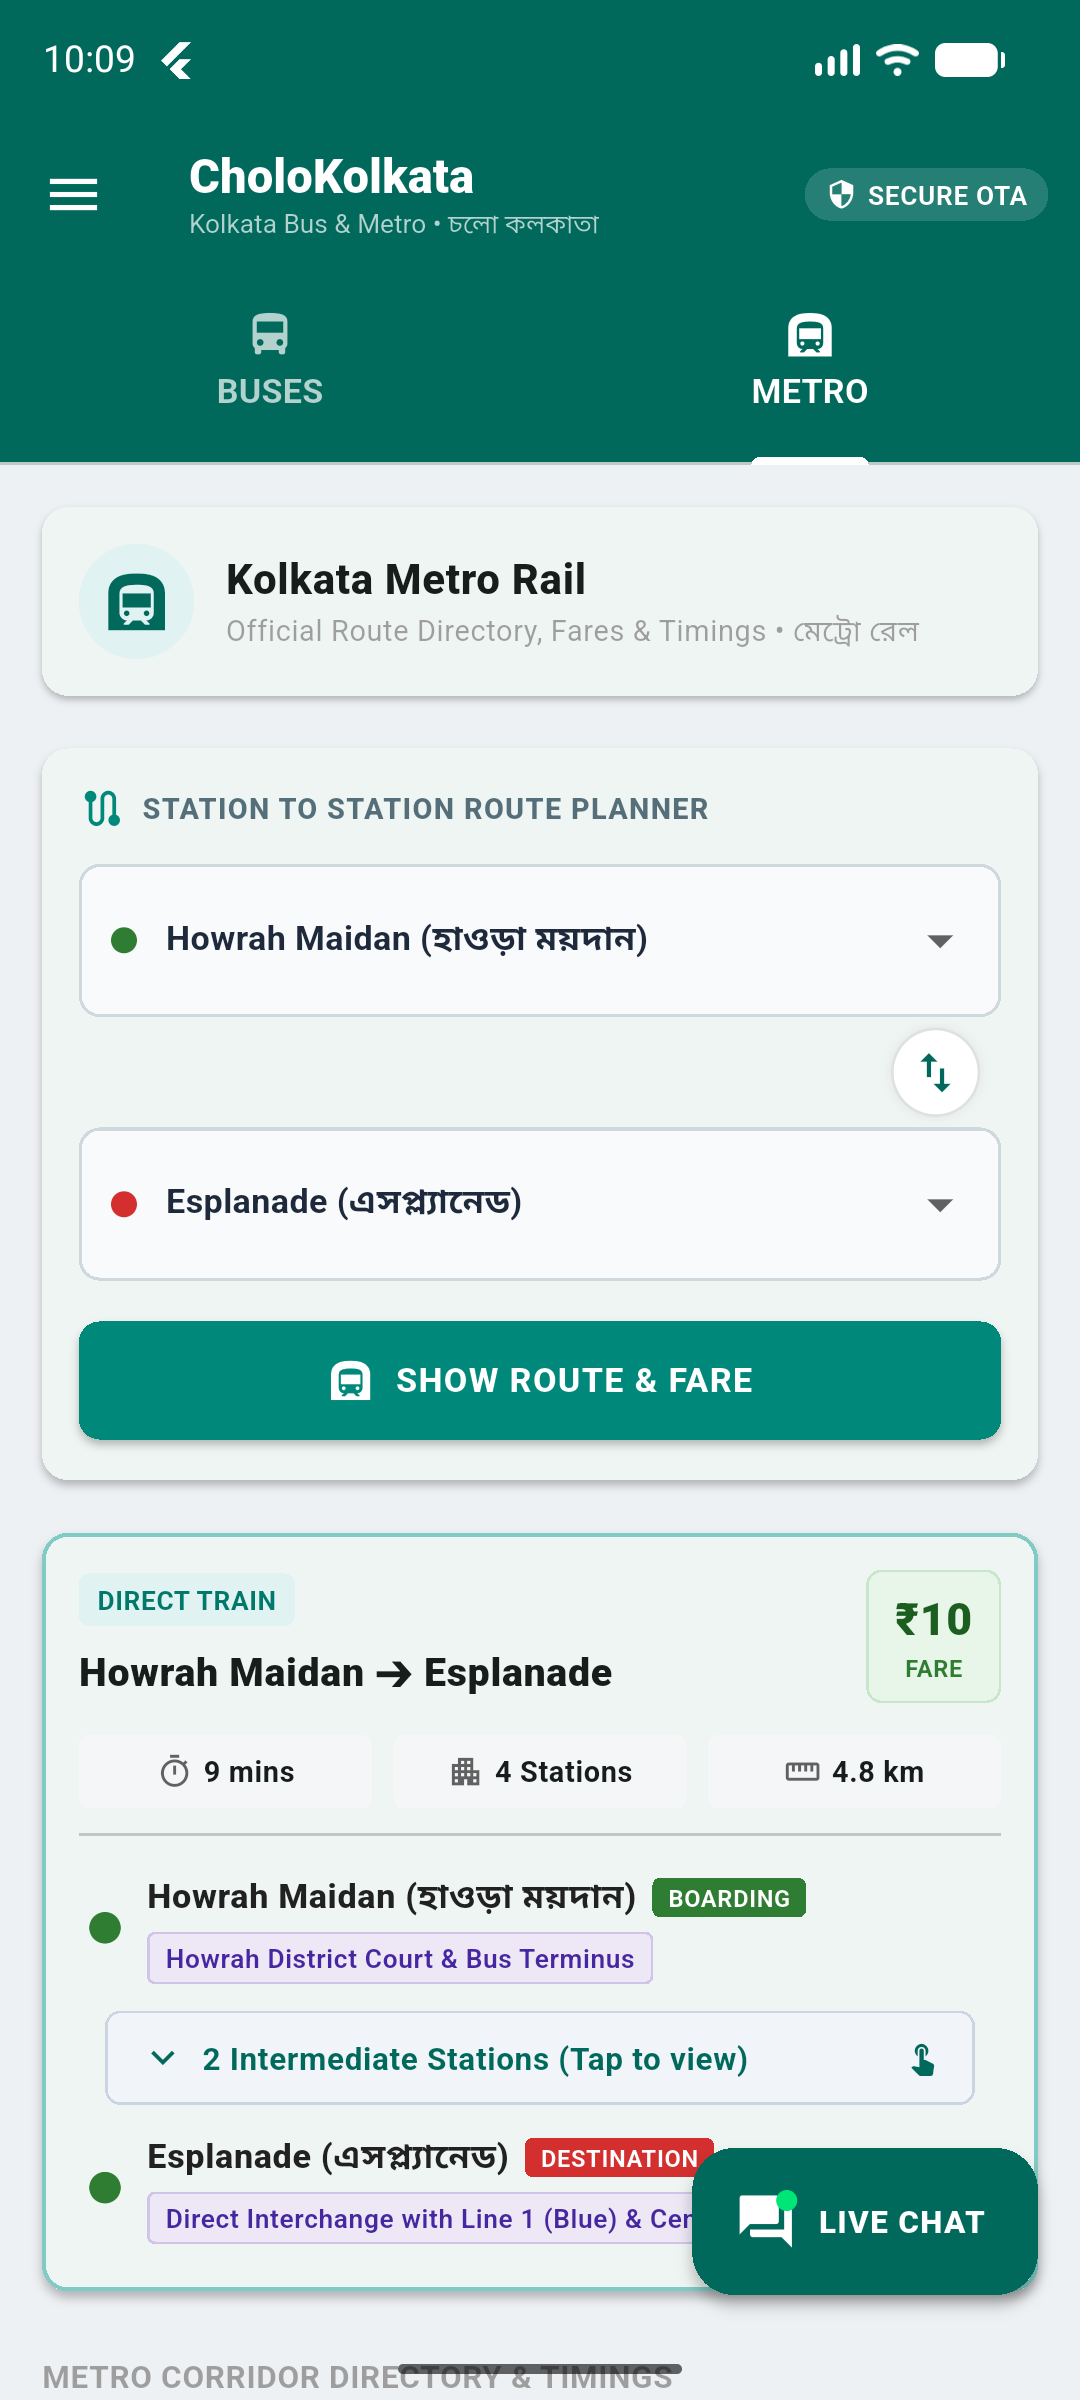 10:09
CholoKolkata
Kolkata Bus & Metro • চলো কলকাতা
SECURE OTA
BUSES
METRO
Kolkata Metro Rail
Official Route Directory, Fares & Timings • মেট্রো রেল
STATION TO STATION ROUTE PLANNER
Howrah Maidan (হাওড়া ময়দান)
Esplanade (এসপ্ল্যানেড)
SHOW ROUTE & FARE
DIRECT TRAIN
Howrah Maidan → Esplanade
₹10
FARE
9 mins
4 Stations
4.8 km
Howrah Maidan (হাওড়া ময়দান) BOARDING
Howrah District Court & Bus Terminus
2 Intermediate Stations (Tap to view)
Esplanade (এসপ্ল্যানেড) DESTINATION
Direct Interchange with Line 1 (Blue) &
LIVE CHAT
METRO CORRIDOR DIRECTORY & TIMINGS